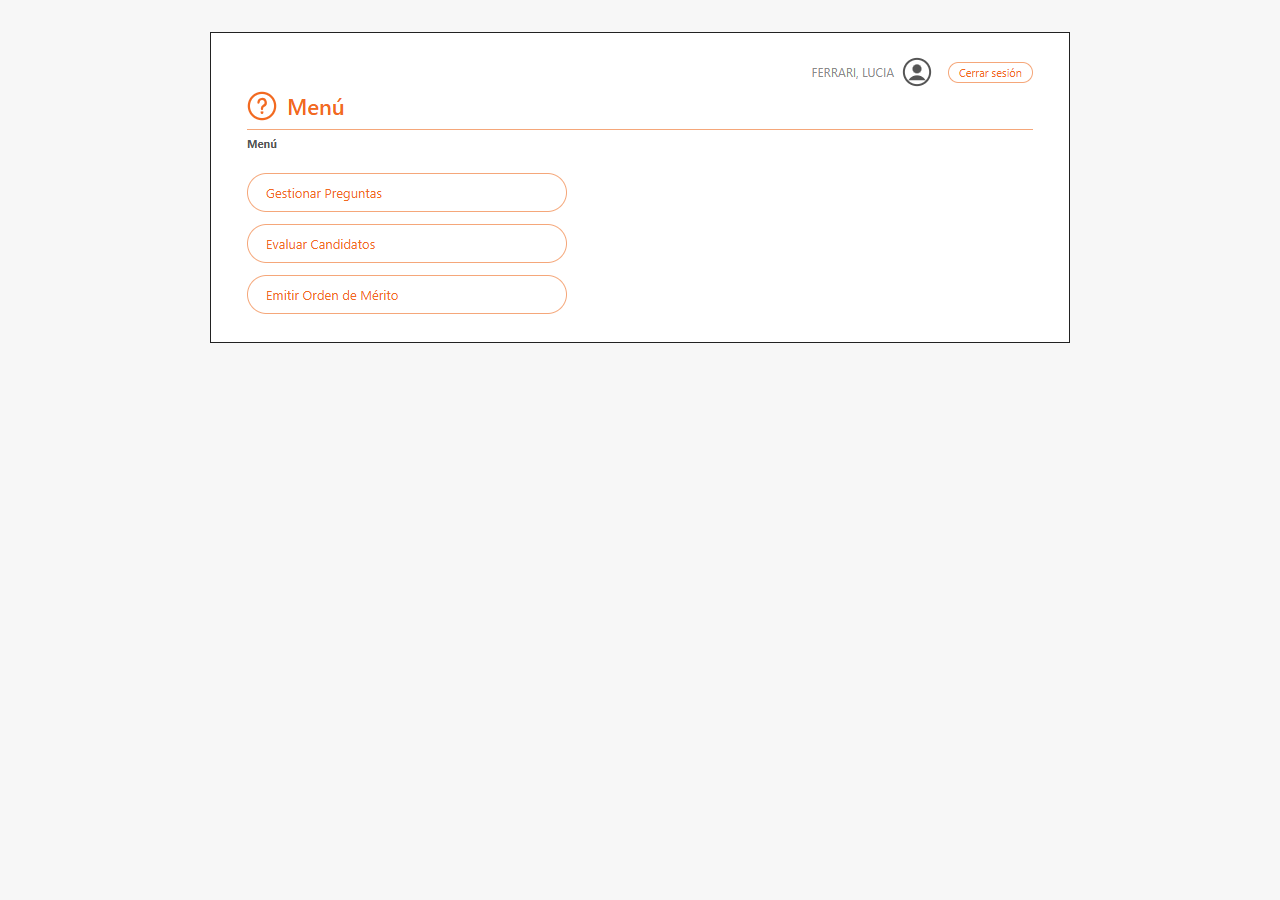 FERRARI, LUCIA
Cerrar sesión
? Menú
Menú
Gestionar Preguntas
Evaluar Candidatos
Emitir Orden de Mérito